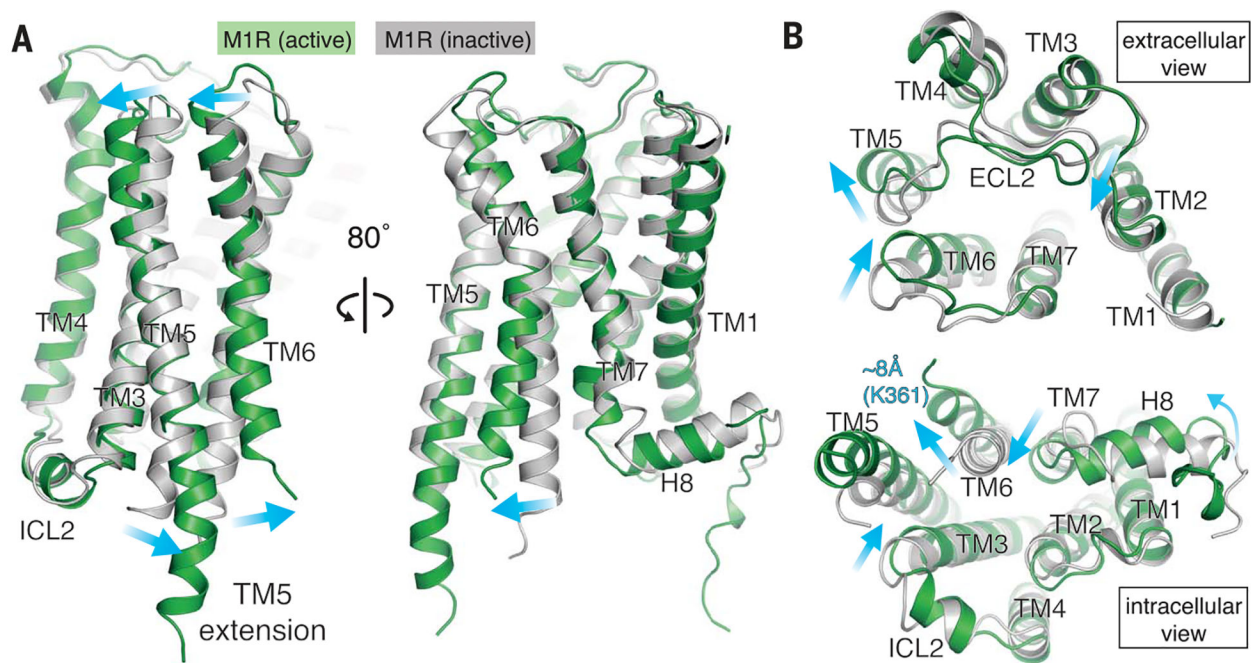 A
M1R (active)
M1R (inactive)
TM4
TM5
TM3
TM6
ICL2
TM5
extension
80°
TM6
TM5
TM7
TM1
H8
B
extracellular
view
TM3
TM4
TM5
ECL2
TM2
TM6
TM7
TM1
~8Å
(K361)
TM5
TM7
H8
TM6
TM3
TM2
TM1
TM4
ICL2
intracellular
view